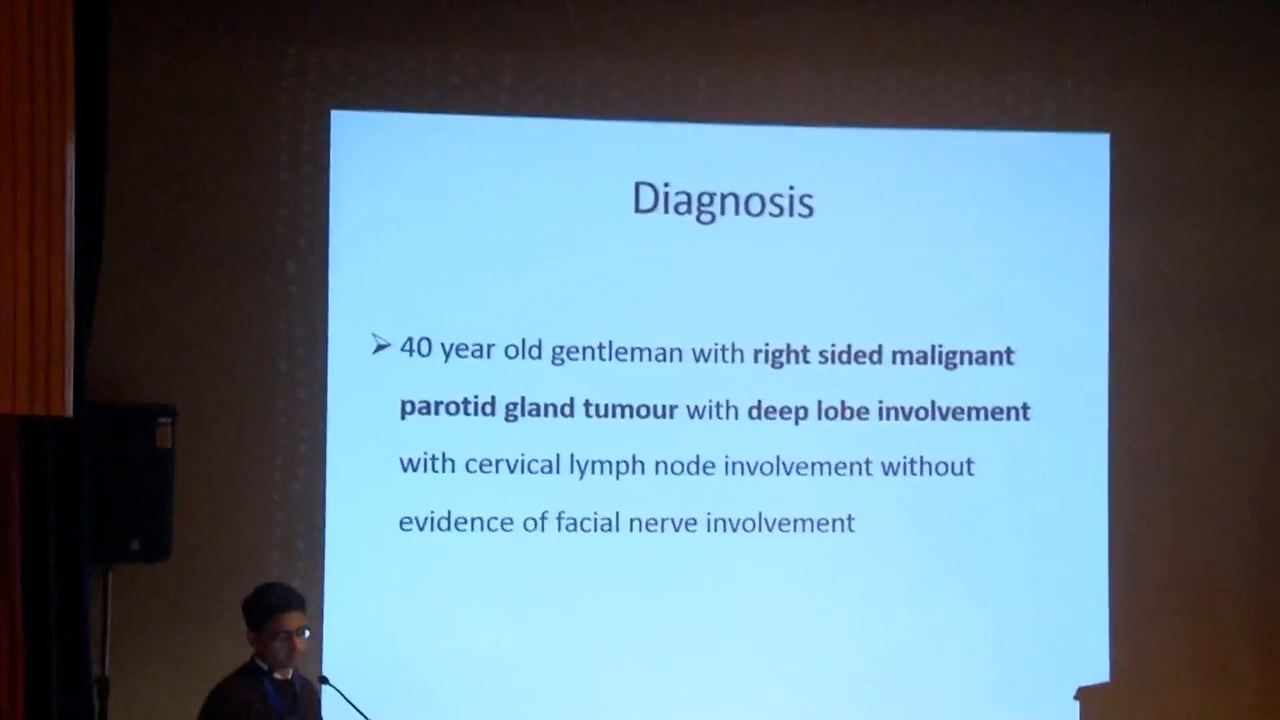 Diagnosis
➢ 40 year old gentleman with right sided malignant
parotid gland tumour with deep lobe involvement
with cervical lymph node involvement without
evidence of facial nerve involvement